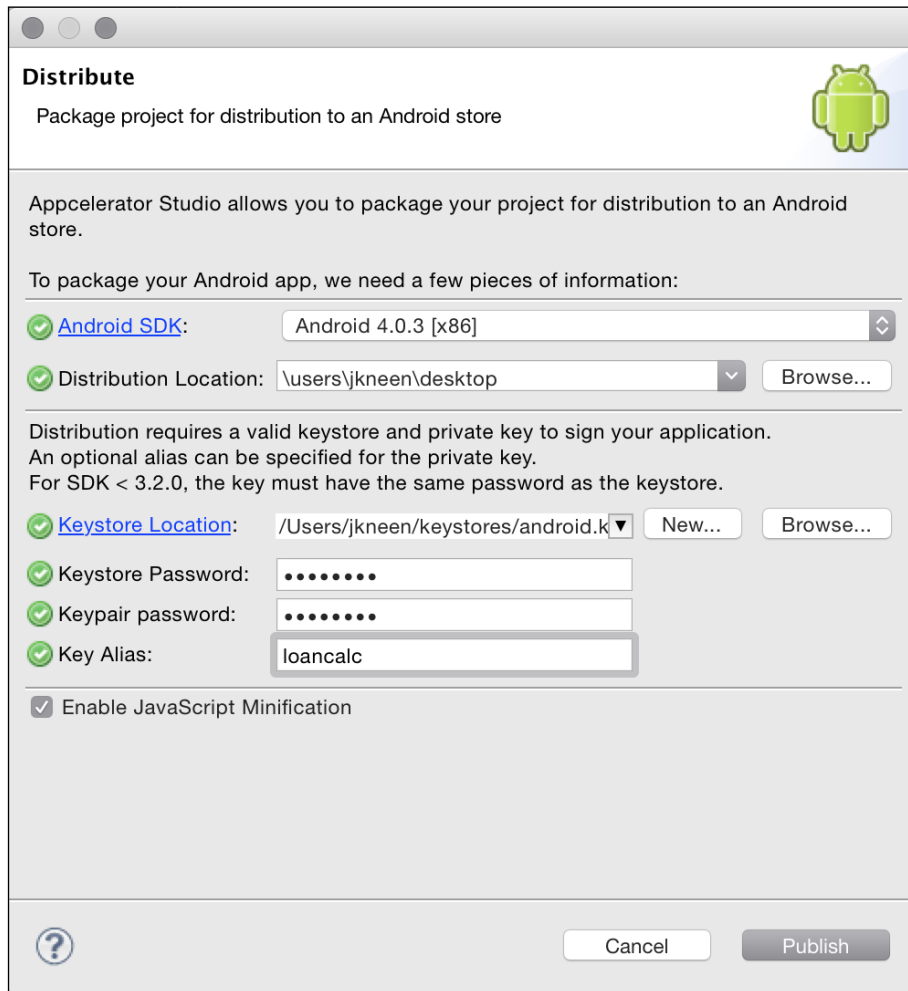 Distribute
Package project for distribution to an Android store
Appcelerator Studio allows you to package your project for distribution to an Android
store.
To package your Android app, we need a few pieces of information:
Android SDK: Android 4.0.3 [x86]
Distribution Location: \users\jkneen\desktop Browse...
Distribution requires a valid keystore and private key to sign your application.
An optional alias can be specified for the private key.
For SDK < 3.2.0, the key must have the same password as the keystore.
Keystore Location: /Users/jkneen/keystores/android.k New... Browse...
Keystore Password: ••••••••
Keypair password: ••••••••
Key Alias: loancalc
Enable JavaScript Minification
? Cancel Publish